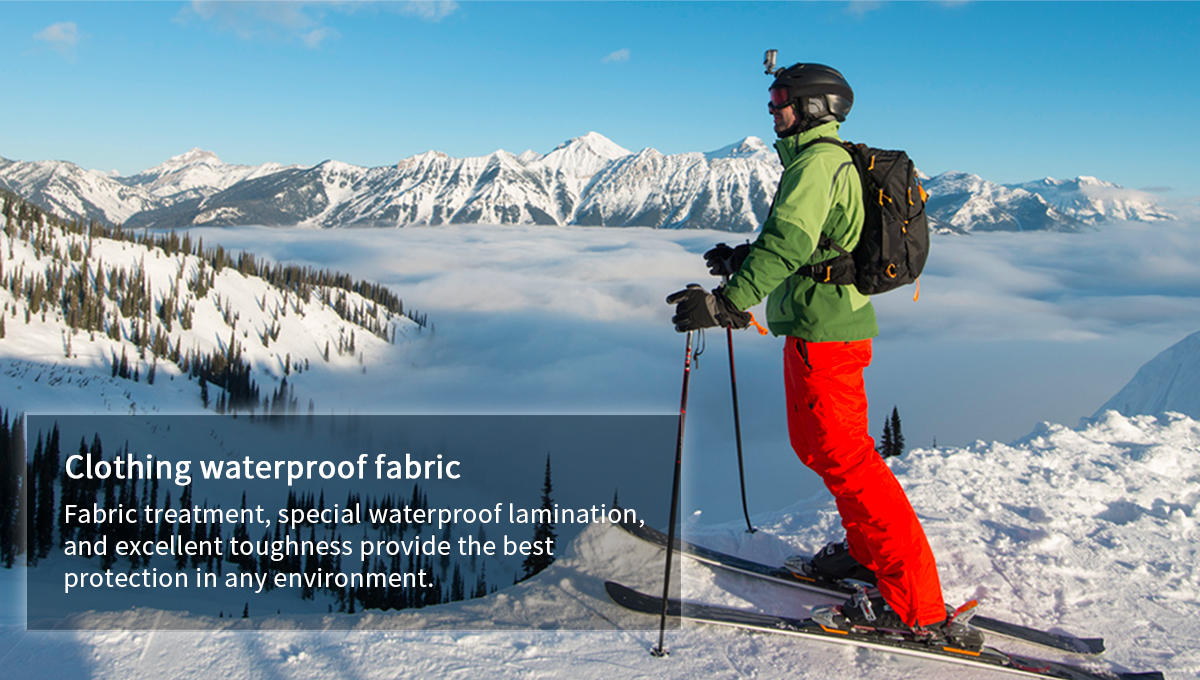 Clothing waterproof fabric
Fabric treatment, special waterproof lamination,
and excellent toughness provide the best
protection in any environment.